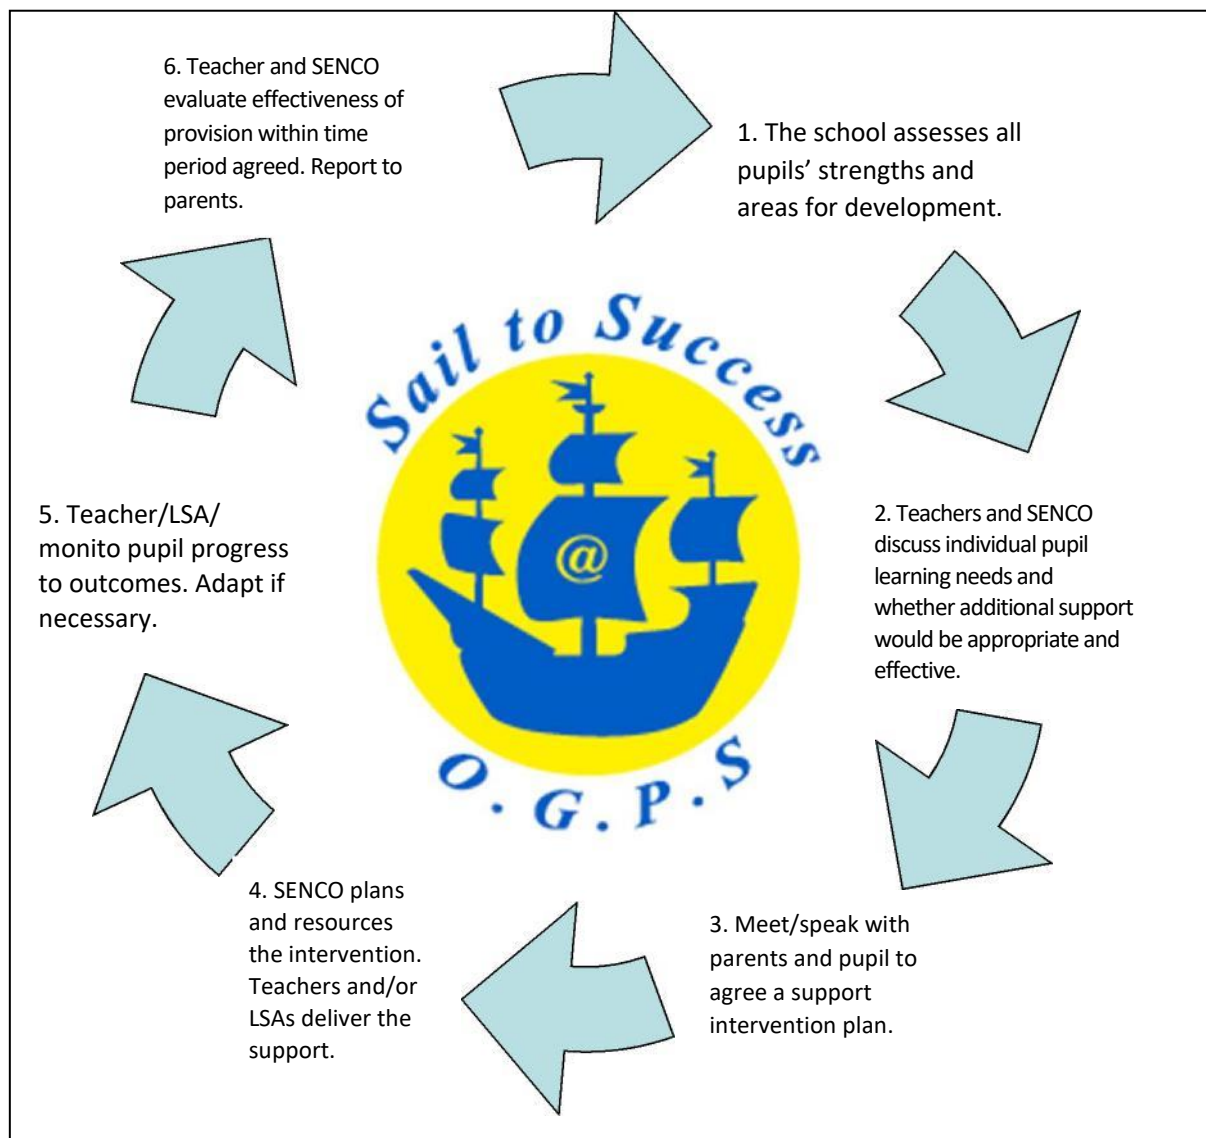 6. Teacher and SENCO
evaluate effectiveness of
provision within time
period agreed. Report to
parents.
1. The school assesses all
pupils’ strengths and
areas for development.
Sail to Success
@
O.G.P.S
5. Teacher/LSA/
monito pupil progress
to outcomes. Adapt if
necessary.
2. Teachers and SENCO
discuss individual pupil
learning needs and
whether additional support
would be appropriate and
effective.
4. SENCO plans
and resources
the intervention.
Teachers and/or
LSAs deliver the
support.
3. Meet/speak with
parents and pupil to
agree a support
intervention plan.